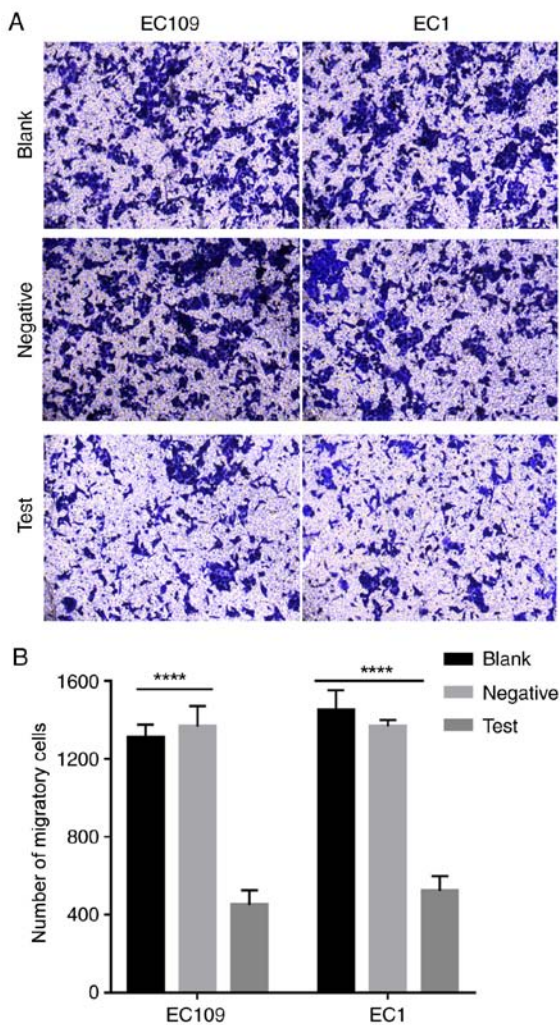 A
EC109
EC1
Blank
Negative
Test
B
****
****
Blank
Negative
Test
Number of migratory cells
1600
1200
800
400
0
EC109
EC1